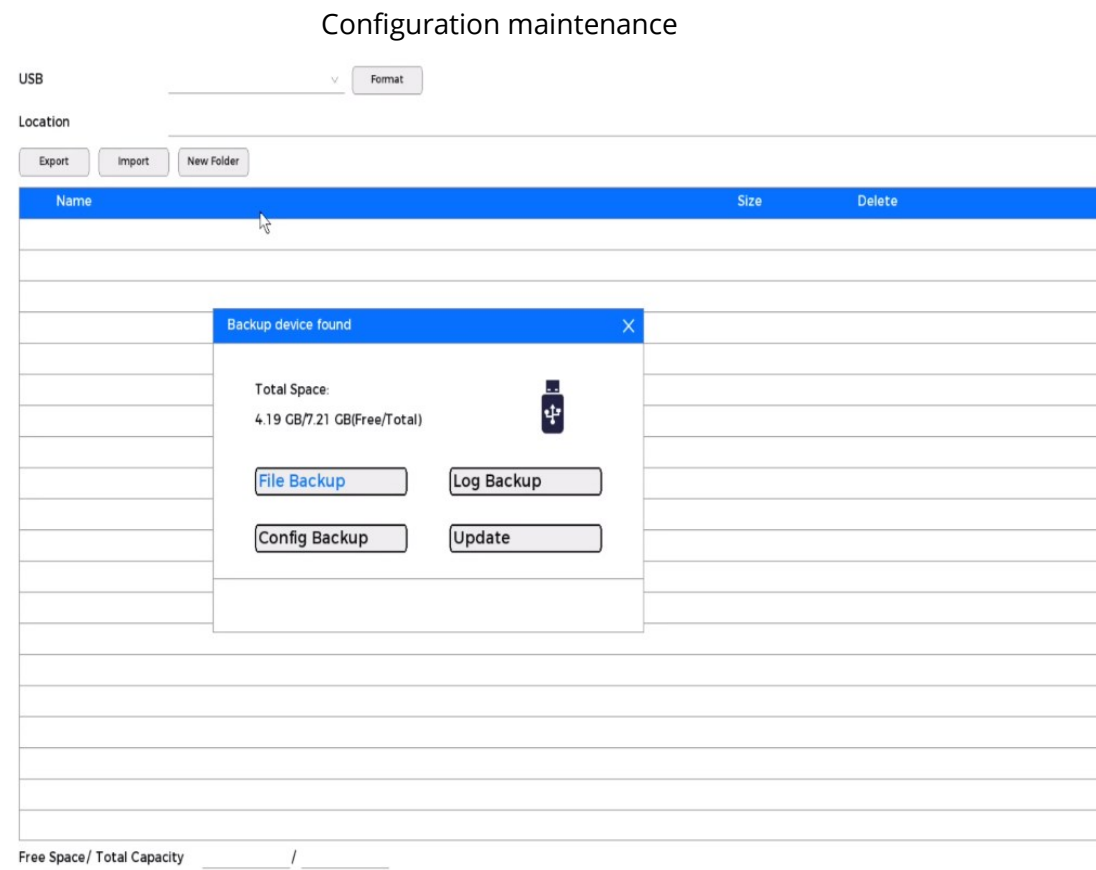 Configuration maintenance
USB v Format
Location
Export Import New Folder
Name Size Delete
Backup device found X
Total Space:
4.19 GB/7.21 GB(Free/Total)
File Backup Log Backup
Config Backup Update
Free Space/ Total Capacity /